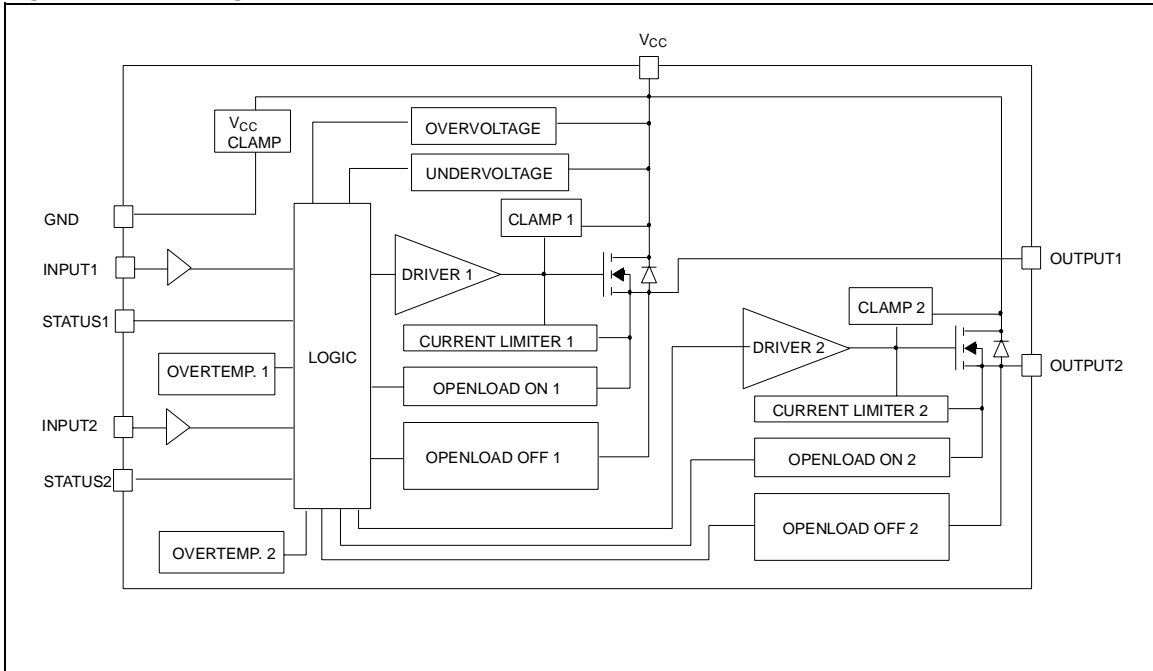 VCC
VCC
CLAMP
OVERVOLTAGE
UNDERVOLTAGE
GND
CLAMP 1
INPUT1
DRIVER 1
OUTPUT1
STATUS1
CLAMP 2
CURRENT LIMITER 1
LOGIC
DRIVER 2
OVERTEMP. 1
OPENLOAD ON 1
OUTPUT2
INPUT2
CURRENT LIMITER 2
OPENLOAD OFF 1
OPENLOAD ON 2
STATUS2
OPENLOAD OFF 2
OVERTEMP. 2